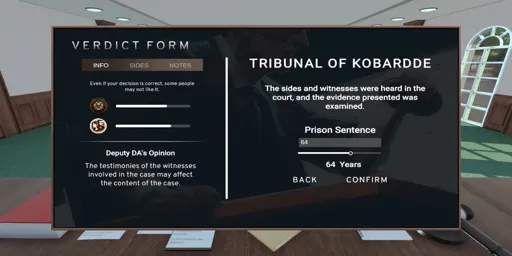 VERDICT FORM
INFO SIDES NOTES
Even if your decision is correct, some people
may not like it.
Deputy DA's Opinion
The testimonies of the witnesses
involved in the case may affect
the content of the case.
TRIBUNAL OF KOBARDDE
The sides and witnesses were heard in the
court, and the evidence presented was
examined.
Prison Sentence
64
64 Years
BACK CONFIRM